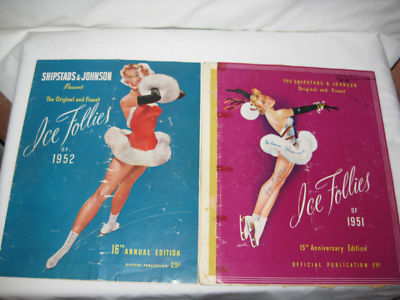 SHIPSTADS & JOHNSON
Present
The Original and Finest
Ice Follies
OF
1952
16TH ANNUAL EDITION
OFFICIAL PUBLICATION 25¢
THE SHIPSTADS & JOHNSON
Original and Finest
Ice Follies
OF
1951
15th Anniversary Edition
OFFICIAL PUBLICATION 25¢